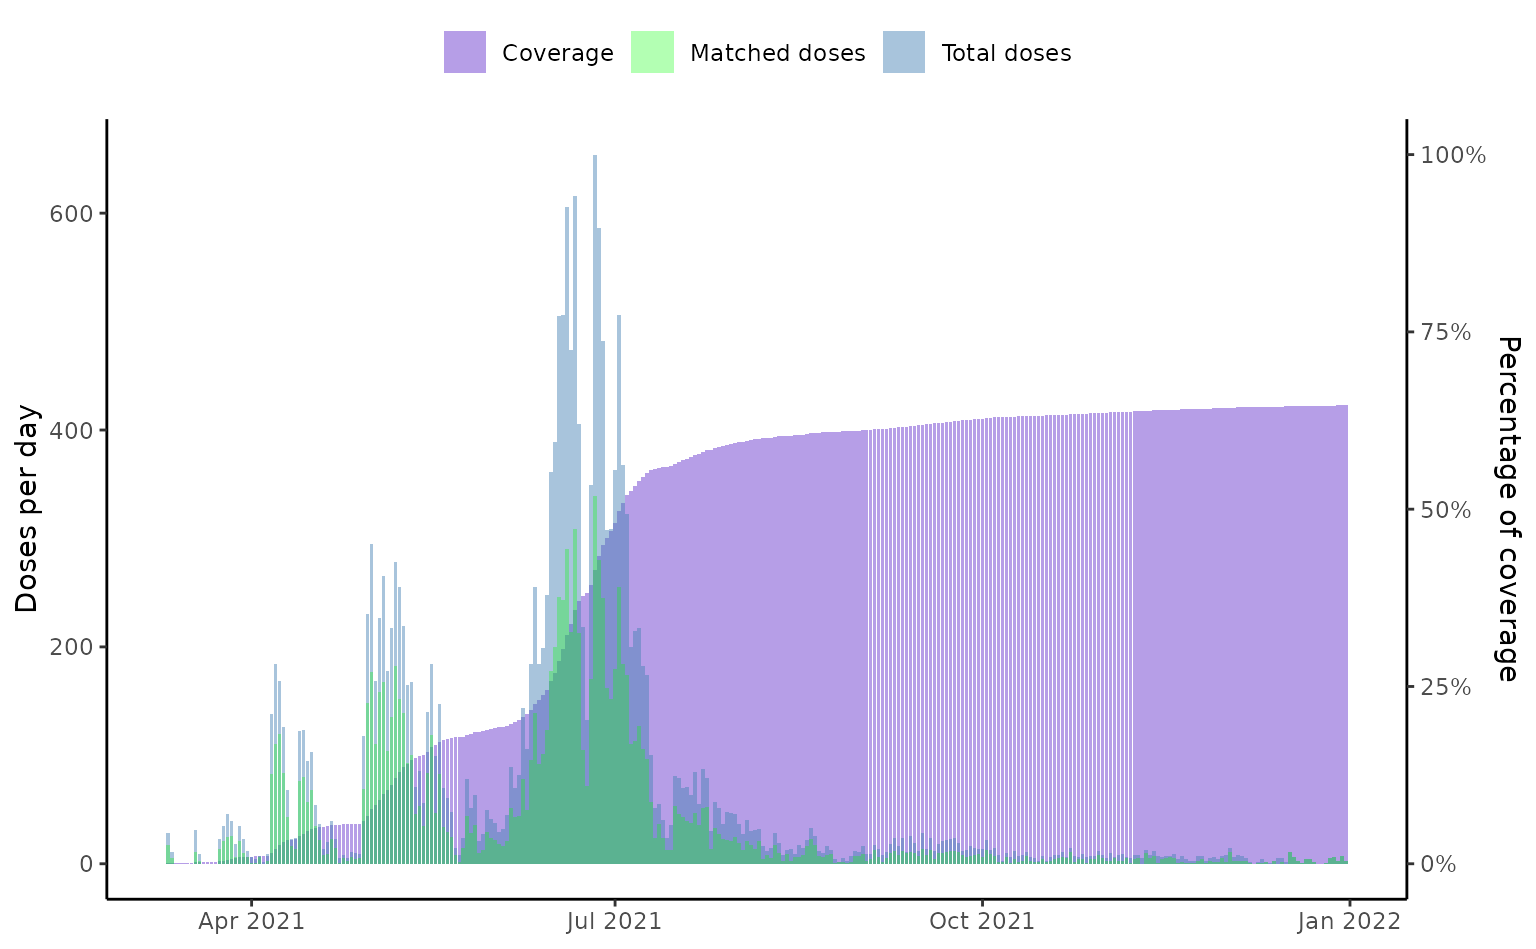 Coverage Matched doses Total doses
Doses per day
600
400
200
0
100%
75%
50%
25%
0%
Percentage of coverage
Apr 2021 Jul 2021 Oct 2021 Jan 2022